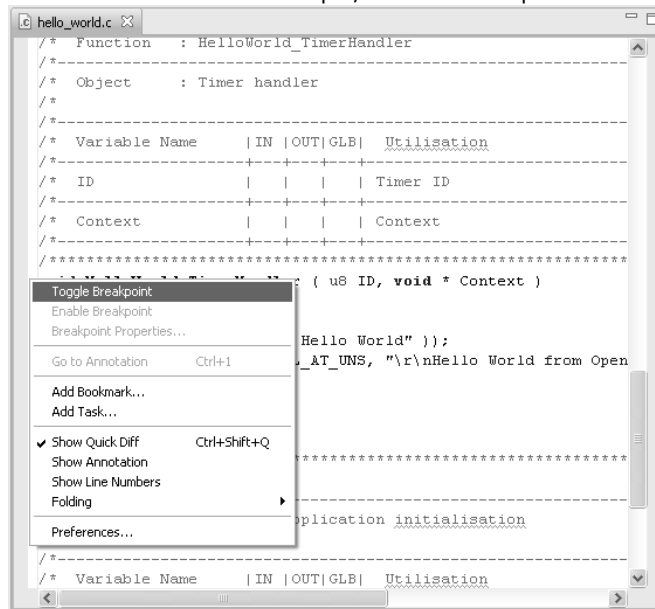 hello_world.c
/* Function : HelloWorld_TimerHandler
/*--------------------------------------------------------------
/* Object : Timer handler
/*
/*--------------------------------------------------------------
/* Variable Name |IN |OUT|GLB| Utilisation
/*--------------------+---+---+---+----------------------------
/* ID | | | | Timer ID
/*--------------------+---+---+---+----------------------------
/* Context | | | | Context
/*--------------------+---+---+---+----------------------------
/**************************************************************
( u8 ID, void * Context )
Toggle Breakpoint
Enable Breakpoint
Breakpoint Properties...
Hello World" ));
Go to Annotation Ctrl+1
_AT_UNS, "\r\nHello World from Open
Add Bookmark...
Add Task...
Show Quick Diff Ctrl+Shift+Q
Show Annotation
Show Line Numbers
Folding
Preferences...
application initialisation
/*--------------------------------------------------------------
/* Variable Name |IN |OUT|GLB| Utilisation